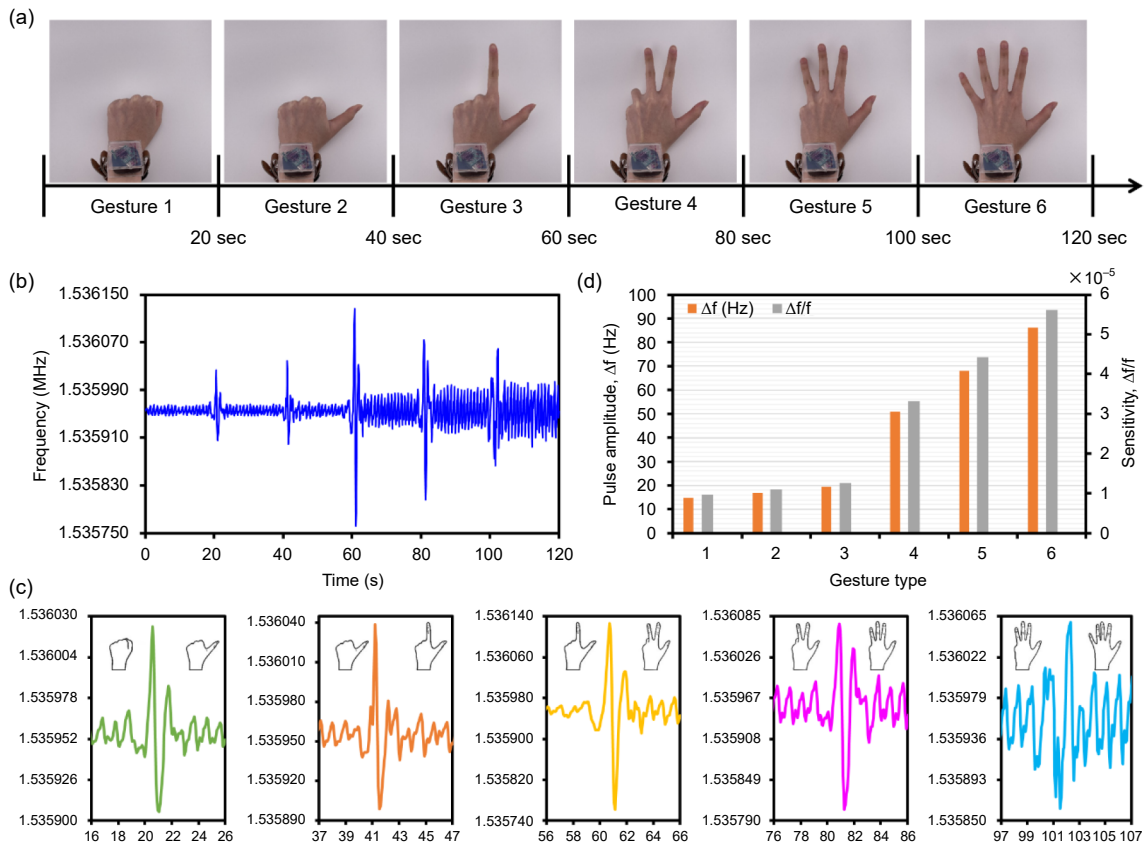 (a)
Gesture 1 Gesture 2 Gesture 3 Gesture 4 Gesture 5 Gesture 6
20 sec 40 sec 60 sec 80 sec 100 sec 120 sec
(b)
Frequency (MHz)
1.536150
1.536070
1.535990
1.535910
1.535830
1.535750
0 20 40 60 80 100 120
Time (s)
(d)
×10⁻⁵
Pulse amplitude, Δf (Hz)
100
90
80
70
60
50
40
30
20
10
0
Δf (Hz) Δf/f
6
5
4
3
2
1
0
Sensitivity, Δf/f
1 2 3 4 5 6
Gesture type
(c)
1.536030
1.536004
1.535978
1.535952
1.535926
1.535900
16 18 20 22 24 26
1.536040
1.536010
1.535980
1.535950
1.535920
1.535890
37 39 41 43 45 47
1.536140
1.536060
1.535980
1.535900
1.535820
1.535740
56 58 60 62 64 66
1.536085
1.536026
1.535967
1.535908
1.535849
1.535790
76 78 80 82 84 86
1.536065
1.536022
1.535979
1.535936
1.535893
1.535850
97 99 101 103 105 107